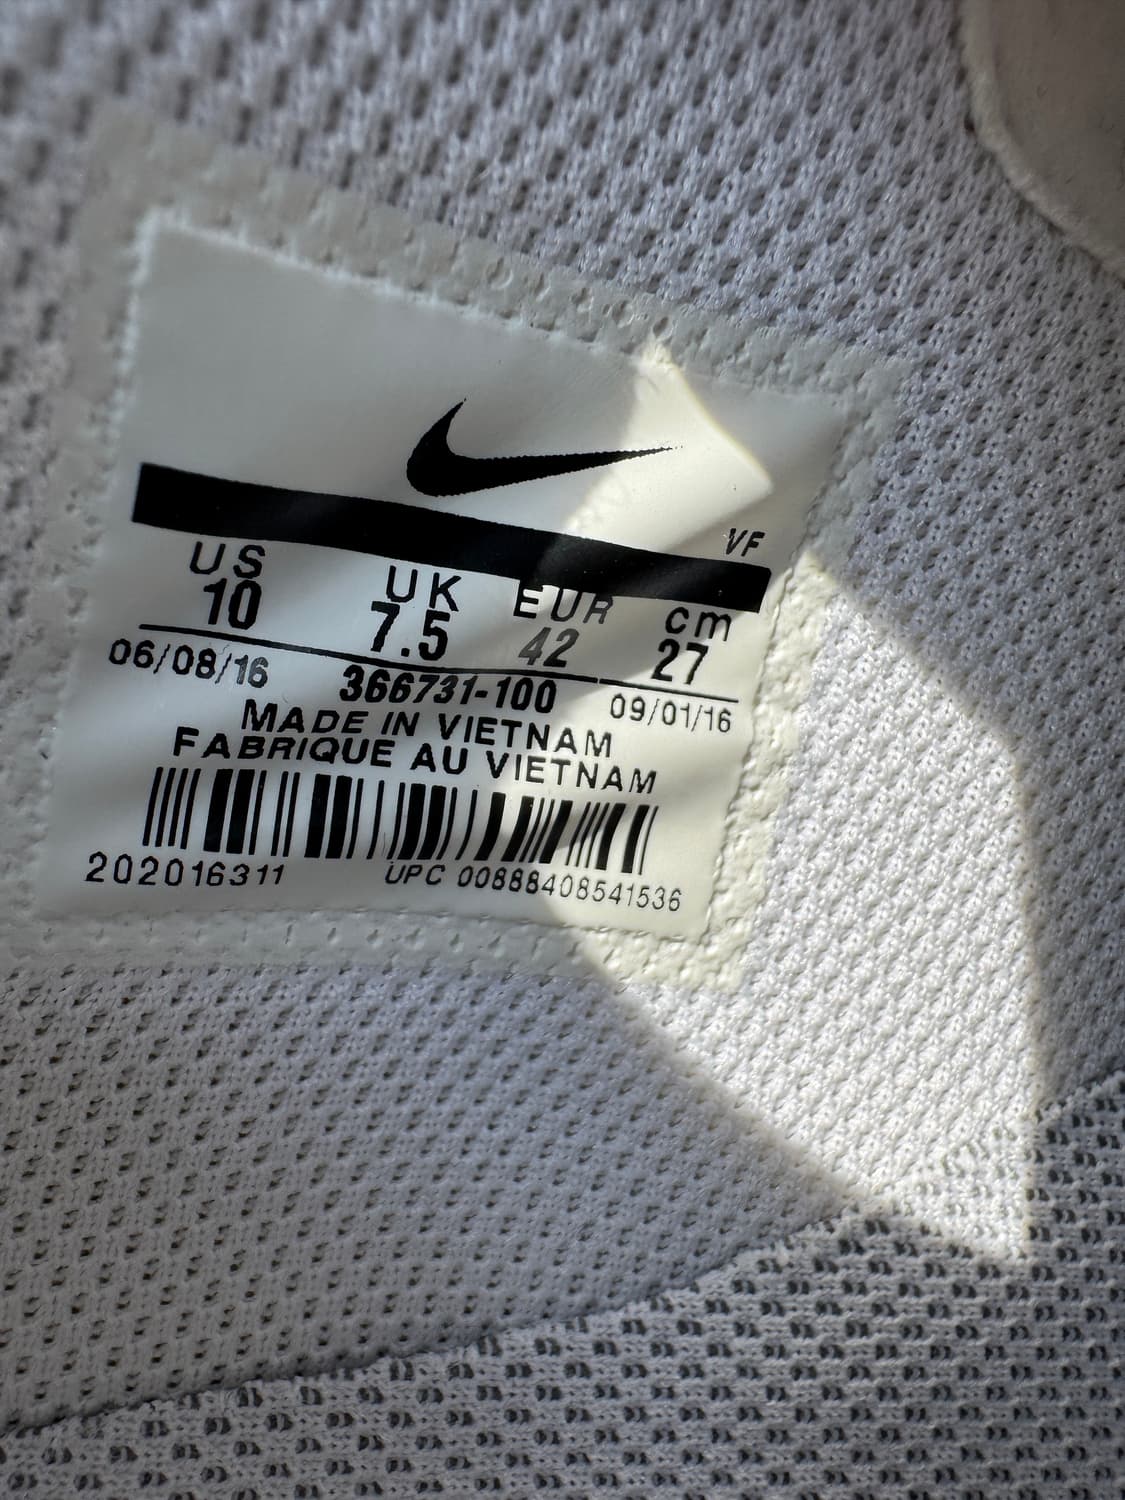 VF
US UK EUR cm
10 7.5 42 27
06/08/16 366731-100 09/01/16
MADE IN VIETNAM
FABRIQUE AU VIETNAM
202016311 UPC 00888408541536